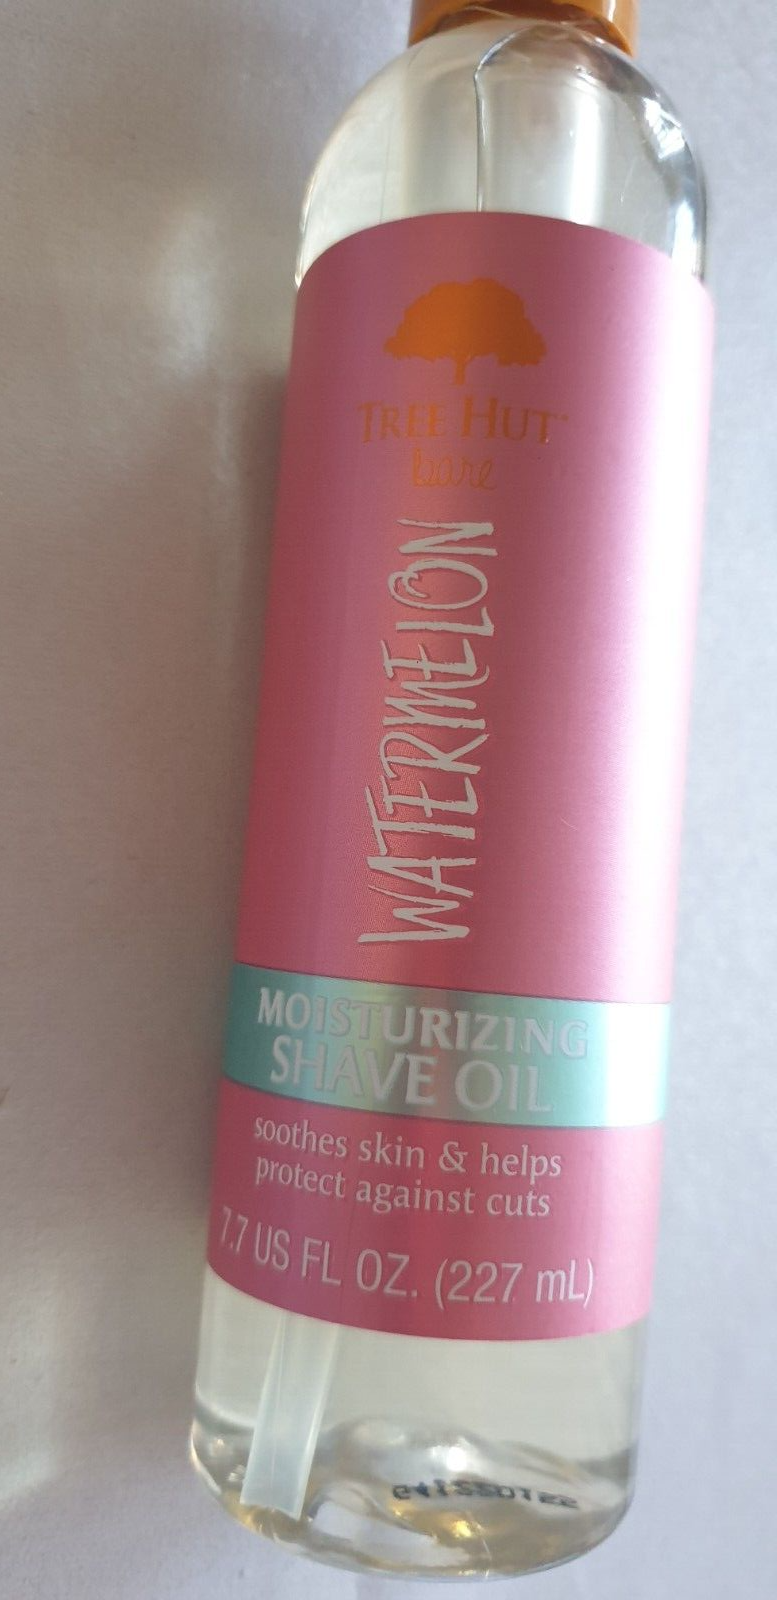 TREE HUT™
bare
WATERMELON
MOISTURIZING
SHAVE OIL
soothes skin & helps
protect against cuts
7.7 US FL OZ. (227 mL)